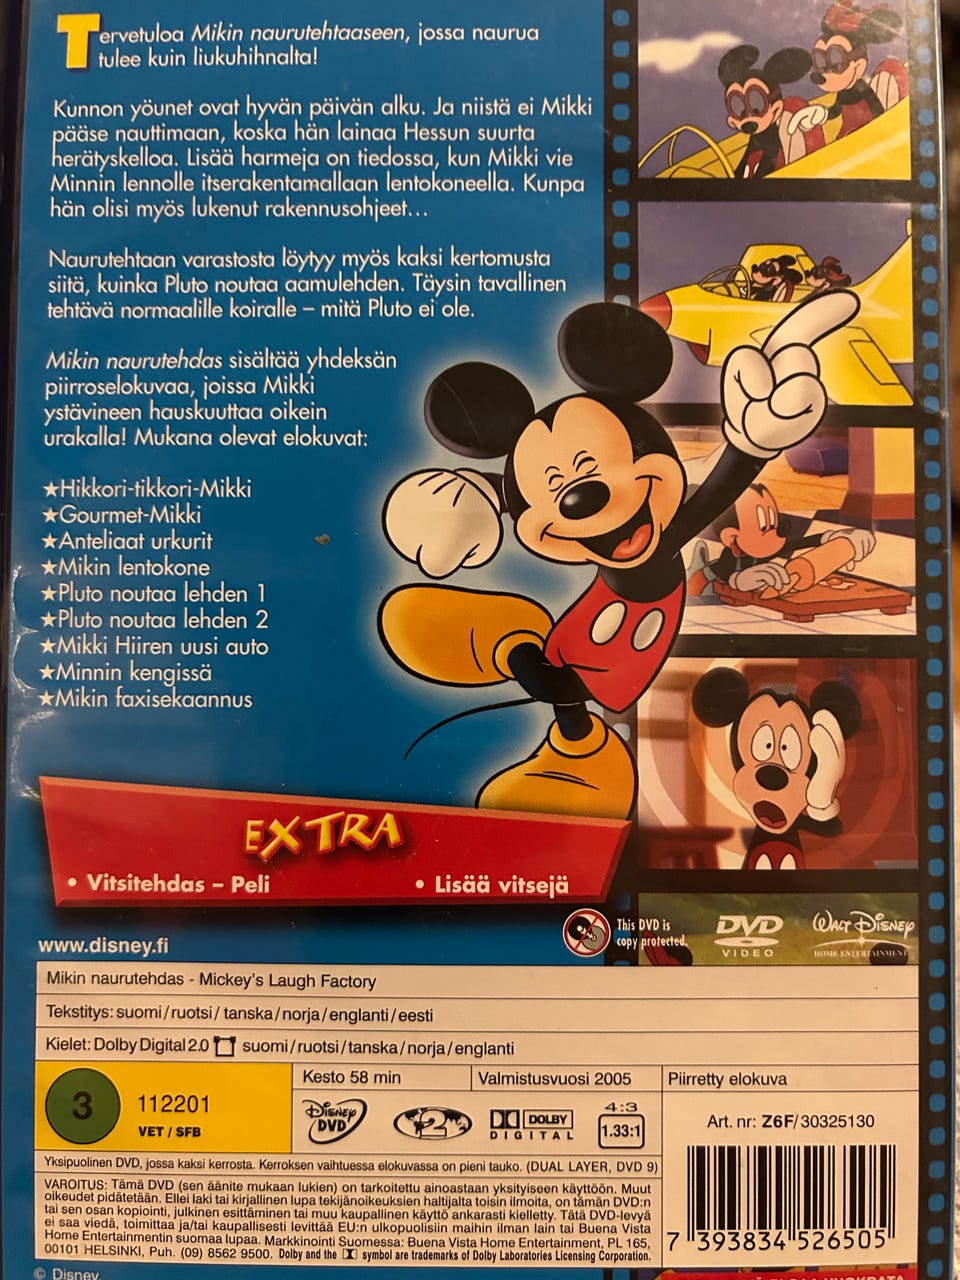 Tervetuloa Mikin naurutehtaaseen, jossa naurua
tulee kuin liukuhihnalta!
Kunnon yöunet ovat hyvän päivän alku. Ja niistä ei Mikki
pääse nauttimaan, koska hän lainaa Hessun suurta
herätyskelloa. Lisää harmeja on tiedossa, kun Mikki vie
Minnin lennolle itserakentamallaan lentokoneella. Kunpa
hän olisi myös lukenut rakennusohjeet...
Naurutehtaan varastosta löytyy myös kaksi kertomusta
siitä, kuinka Pluto noutaa aamulehden. Täysin tavallinen
tehtävä normaalille koiralle – mitä Pluto ei ole.
Mikin naurutehdas sisältää yhdeksän
piirroselokuvaa, joissa Mikki
ystävineen hauskuuttaa oikein
urakalla! Mukana olevat elokuvat:
★Hikkori-tikkori-Mikki
★Gourmet-Mikki
★Anteliaat urkurit
★Mikin lentokone
★Pluto noutaa lehden 1
★Pluto noutaa lehden 2
★Mikki Hiiren uusi auto
★Minnin kengissä
★Mikin faxisekaannus
EXTRA
• Vitsitehdas – Peli
• Lisää vitsejä
www.disney.fi
This DVD is
copy protected.
DVD
VIDEO
WALT DISNEY
HOME ENTERTAINMENT
Mikin naurutehdas - Mickey's Laugh Factory
Tekstitys: suomi/ruotsi/tanska/norja/englanti/eesti
Kielet: Dolby Digital 2.0 suomi/ruotsi/tanska/norja/englanti
3
112201
VET / SFB
Kesto 58 min
Valmistusvuosi 2005
Piirretty elokuva
DISNEY
DVD
2
DOLBY
DIGITAL
4:3
1.33:1
Art. nr: Z6F/30325130
Yksipuolinen DVD, jossa kaksi kerrosta. Kerroksen vaihtuessa elokuvassa on pieni tauko. (DUAL LAYER, DVD 9)
VAROITUS: Tämä DVD (sen äänite mukaan lukien) on tarkoitettu ainoastaan yksityiseen käyttöön. Muut
oikeudet pidätetään. Ellei laki tai kirjallinen lupa tekijänoikeuksien haltijalta toisin ilmoita, on tämän DVD:n
tai sen osan kopiointi, julkinen esittäminen tai muu kaupallinen käyttö ankarasti kielletty. Tätä DVD-levyä
ei saa viedä, toimittaa ja/tai kaupallisesti levittää EU:n ulkopuolisiin maihin ilman lain tai Buena Vista
Home Entertainmentin suomaa lupaa. Markkinointi Suomessa: Buena Vista Home Entertainment, PL 165,
00101 HELSINKI, Puh. (09) 8562 9500. Dolby and the symbol are trademarks of Dolby Laboratories Licensing Corporation.
7 393834 526505
© Disney.